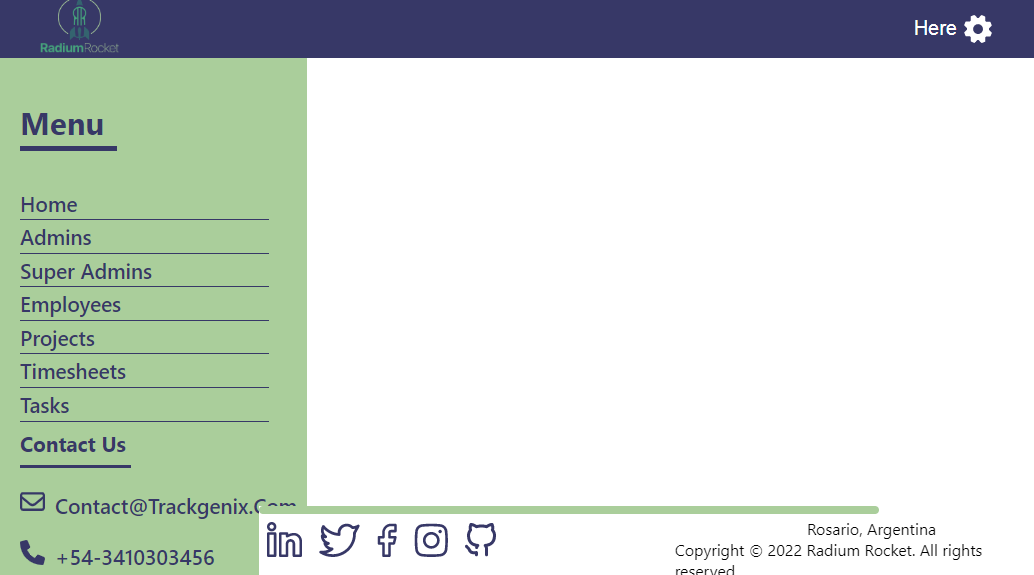 RadiumRocket
Here
Menu
Home
Admins
Super Admins
Employees
Projects
Timesheets
Tasks
Contact Us
Contact@Trackgenix.Com
+54-3410303456
Rosario, Argentina
Copyright © 2022 Radium Rocket. All rights
reserved